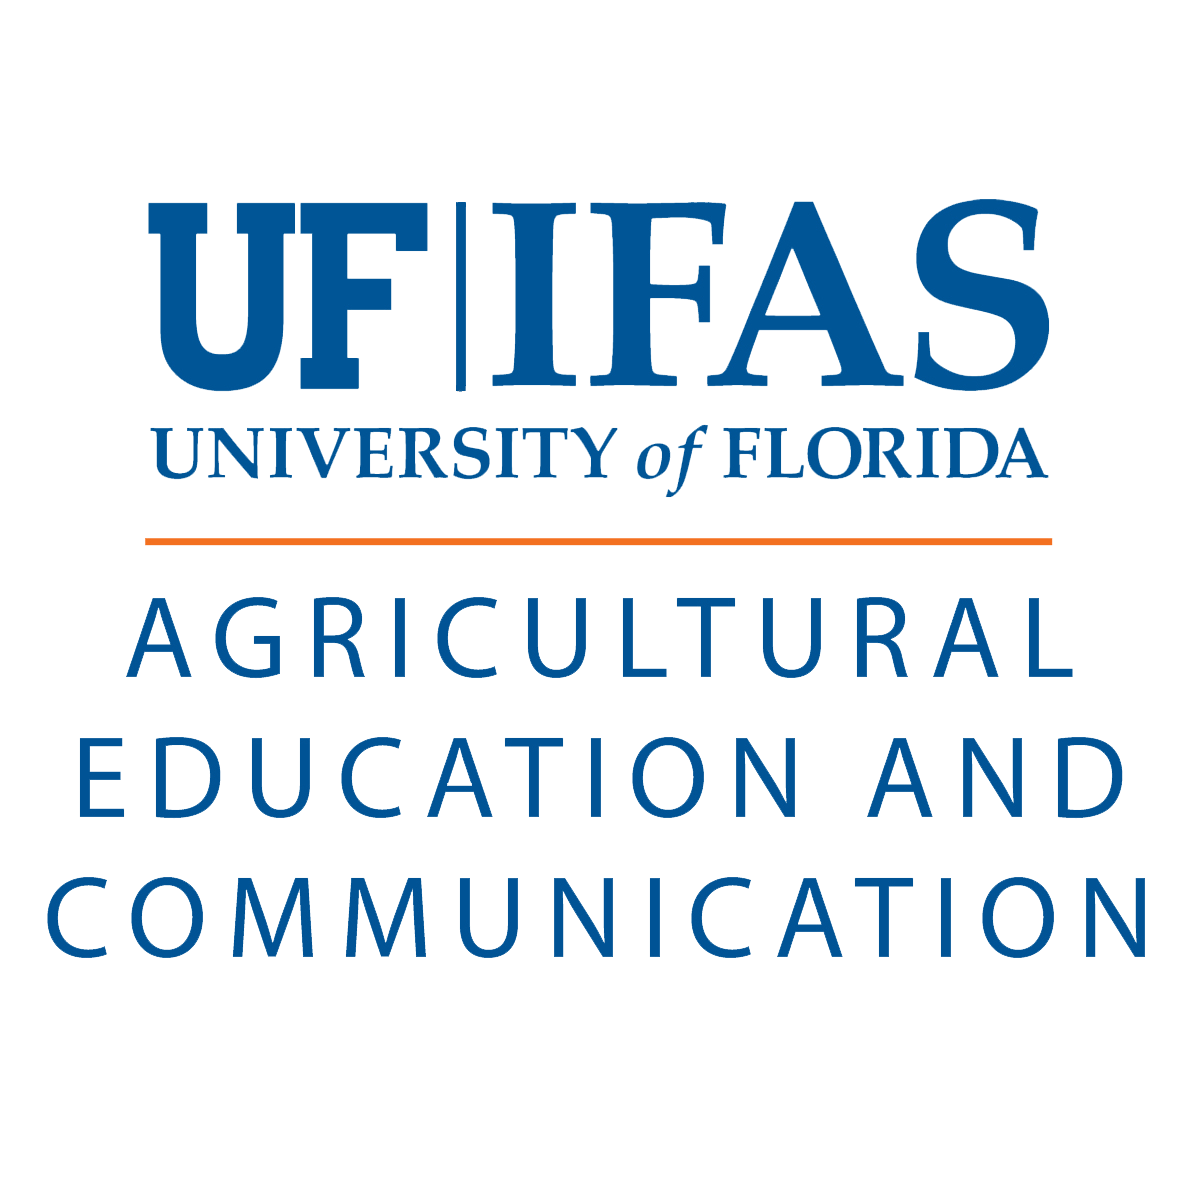 UF|IFAS
UNIVERSITY of FLORIDA
AGRICULTURAL
EDUCATION AND
COMMUNICATION